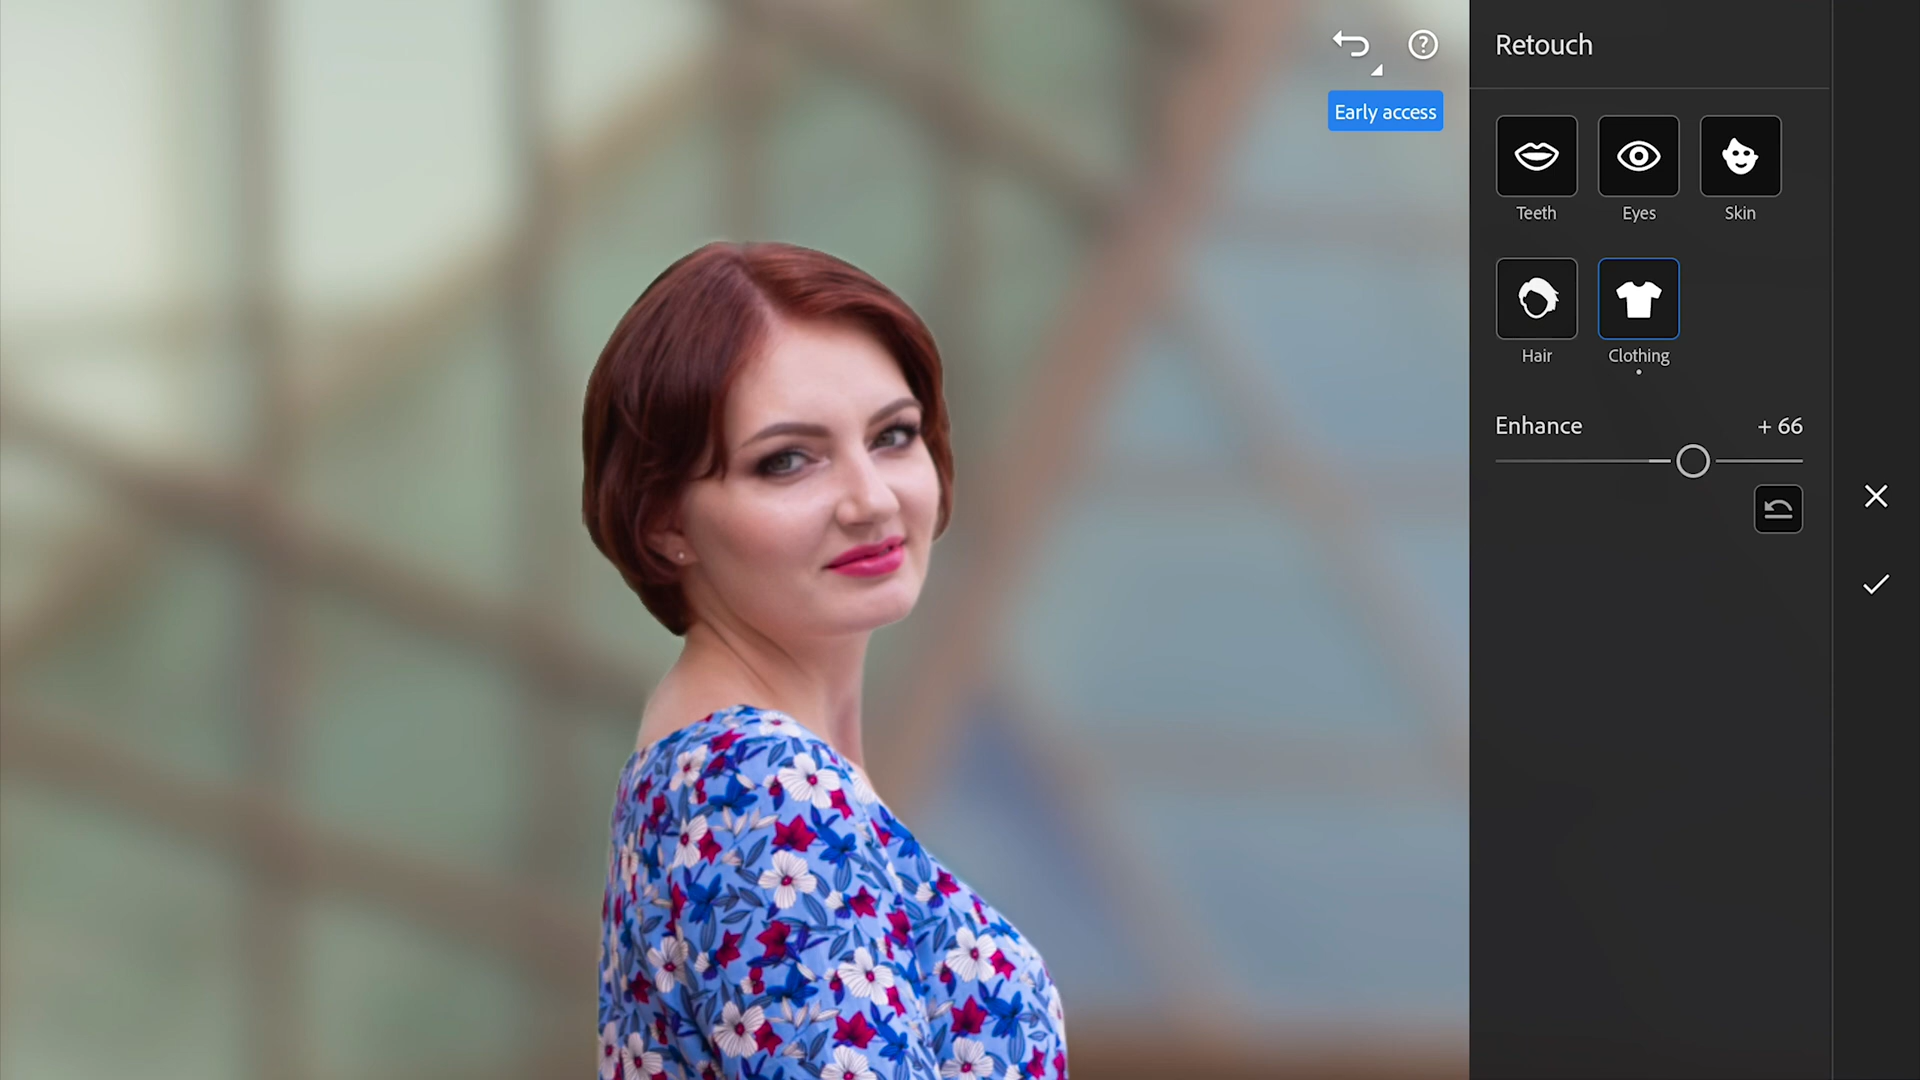 Retouch
Early access
Teeth
Eyes
Skin
Hair
Clothing
Enhance + 66